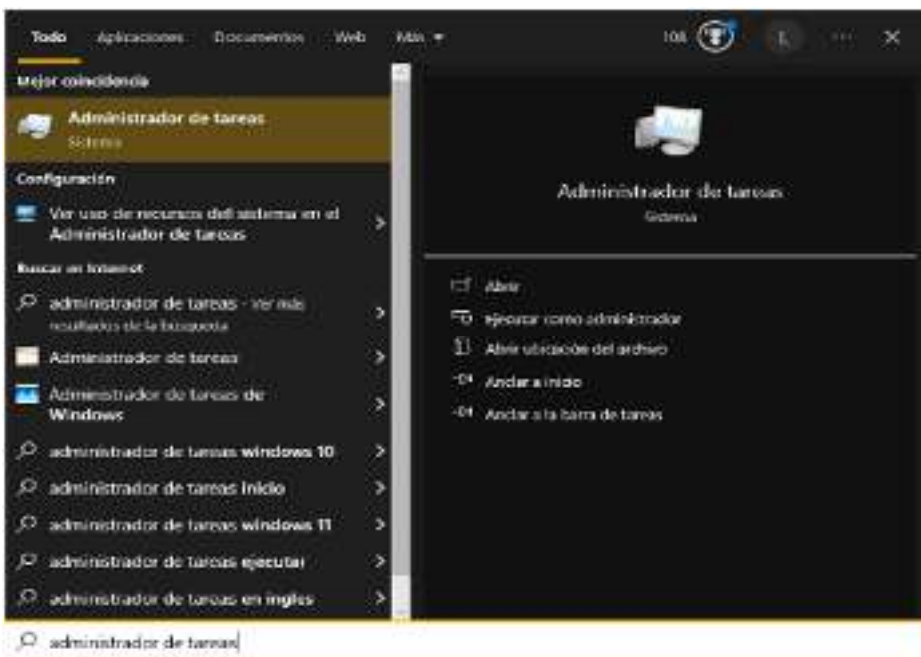 Todo Aplicaciones Documentos Web Más
108 L
Mejor coincidencia
Administrador de tareas
Sistema
Configuración
Ver uso de recursos del sistema en el
Administrador de tareas
Buscar en Internet
administrador de tareas - Ver más
resultados de la búsqueda
Administrador de tareas
Administrador de tareas de
Windows
administrador de tareas windows 10
administrador de tareas inicio
administrador de tareas windows 11
administrador de tareas ejecutar
administrador de tareas en ingles
Administrador de tareas
Sistema
Abrir
Ejecutar como administrador
Abrir ubicación del archivo
Anclar a Inicio
Anclar a la barra de tareas
administrador de tareas